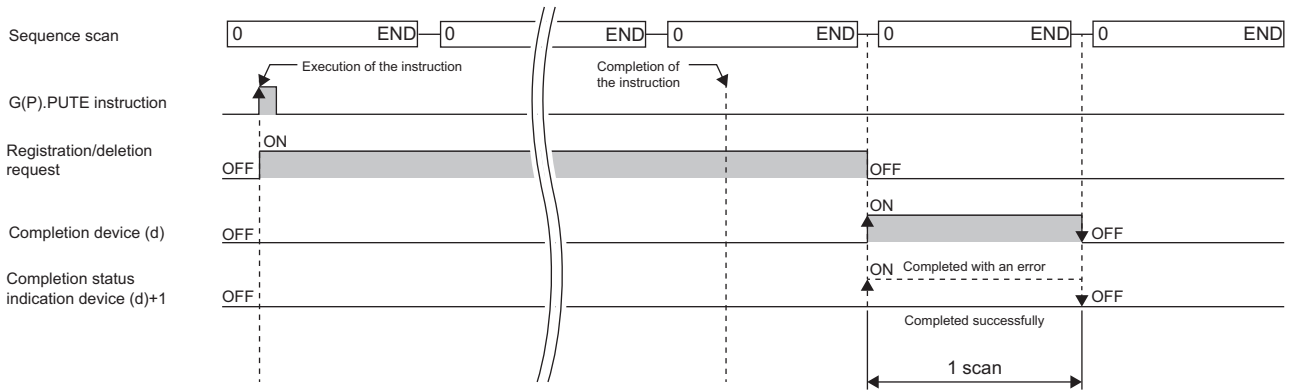 Sequence scan
0 END 0 END 0 END 0 END 0 END
Execution of the instruction
Completion of
the instruction
G(P).PUTE instruction
ON
Registration/deletion
request
OFF
OFF
ON
Completion device (d)
OFF
OFF
ON Completed with an error
Completion status
indication device (d)+1
OFF
OFF
Completed successfully
1 scan